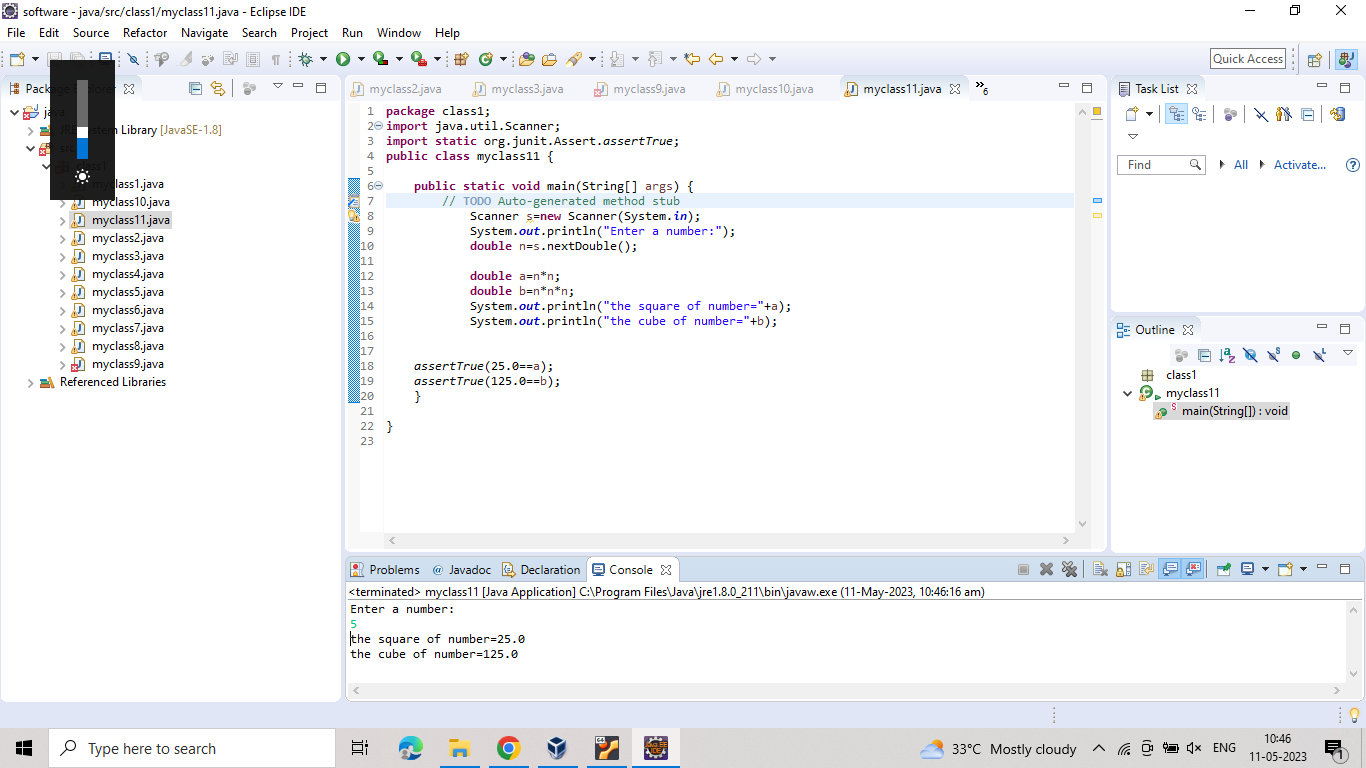 software - java/src/class1/myclass11.java - Eclipse IDE
File Edit Source Refactor Navigate Search Project Run Window Help
Quick Access
Package Explorer
myclass2.java myclass3.java myclass9.java myclass10.java myclass11.java »6
Task List
java
JRE System Library [JavaSE-1.8]
src
class1
myclass1.java
myclass10.java
myclass11.java
myclass2.java
myclass3.java
myclass4.java
myclass5.java
myclass6.java
myclass7.java
myclass8.java
myclass9.java
Referenced Libraries
1 package class1;
2 import java.util.Scanner;
3 import static org.junit.Assert.assertTrue;
4 public class myclass11 {
5
6 public static void main(String[] args) {
7 // TODO Auto-generated method stub
8 Scanner s=new Scanner(System.in);
9 System.out.println("Enter a number:");
10 double n=s.nextDouble();
11
12 double a=n*n;
13 double b=n*n*n;
14 System.out.println("the square of number="+a);
15 System.out.println("the cube of number="+b);
16
17
18 assertTrue(25.0==a);
19 assertTrue(125.0==b);
20 }
21
22 }
23
Find All Activate...
Outline
class1
myclass11
main(String[]) : void
Problems @ Javadoc Declaration Console
<terminated> myclass11 [Java Application] C:\Program Files\Java\jre1.8.0_211\bin\javaw.exe (11-May-2023, 10:46:16 am)
Enter a number:
5
the square of number=25.0
the cube of number=125.0
Type here to search
33°C Mostly cloudy
ENG
10:46
11-05-2023
1